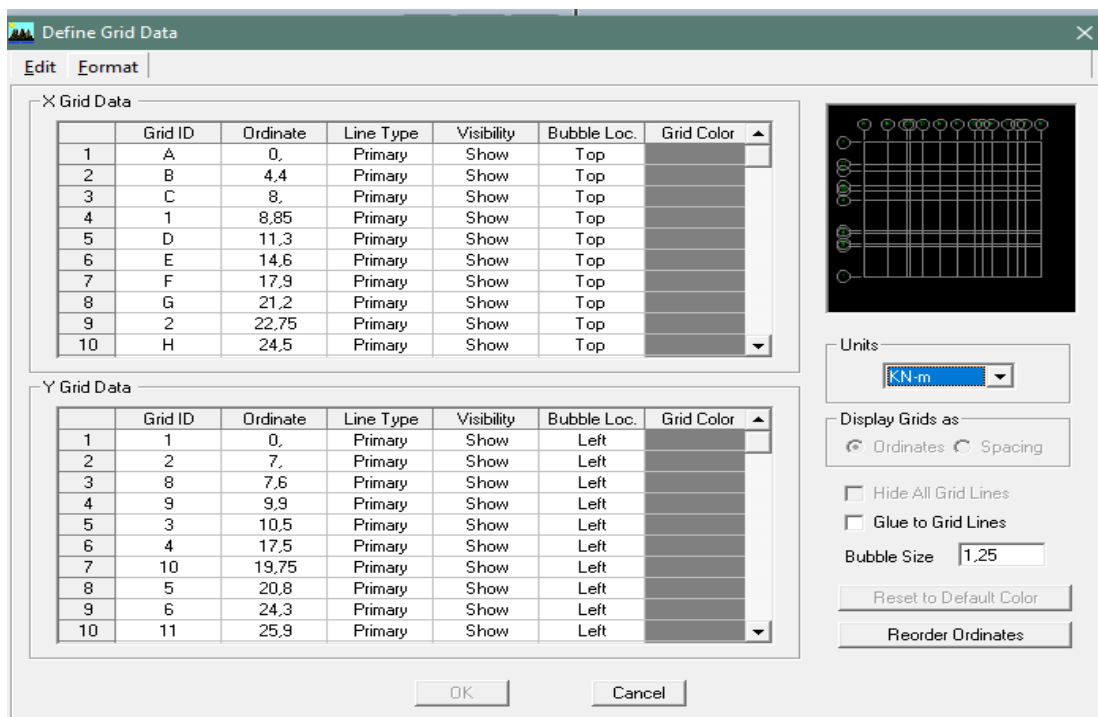 Define Grid Data
Edit Format
X Grid Data
Grid ID Ordinate Line Type Visibility Bubble Loc. Grid Color
1 A 0, Primary Show Top
2 B 4,4 Primary Show Top
3 C 8, Primary Show Top
4 1 8,85 Primary Show Top
5 D 11,3 Primary Show Top
6 E 14,6 Primary Show Top
7 F 17,9 Primary Show Top
8 G 21,2 Primary Show Top
9 2 22,75 Primary Show Top
10 H 24,5 Primary Show Top
Y Grid Data
Grid ID Ordinate Line Type Visibility Bubble Loc. Grid Color
1 1 0, Primary Show Left
2 2 7, Primary Show Left
3 8 7,6 Primary Show Left
4 9 9,9 Primary Show Left
5 3 10,5 Primary Show Left
6 4 17,5 Primary Show Left
7 10 19,75 Primary Show Left
8 5 20,8 Primary Show Left
9 6 24,3 Primary Show Left
10 11 25,9 Primary Show Left
Units
KN-m
Display Grids as
Ordinates Spacing
Hide All Grid Lines
Glue to Grid Lines
Bubble Size 1,25
Reset to Default Color
Reorder Ordinates
OK Cancel